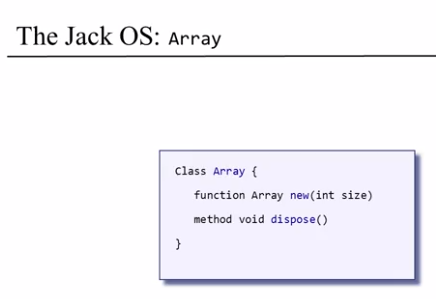 The Jack OS: Array
Class Array {
function Array new(int size)
method void dispose()
}